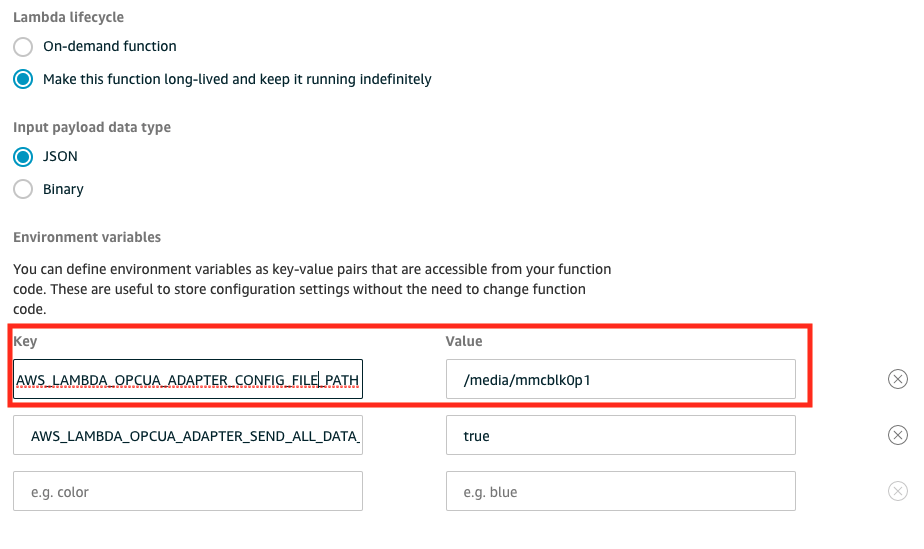 Lambda lifecycle
On-demand function
Make this function long-lived and keep it running indefinitely
Input payload data type
JSON
Binary
Environment variables
You can define environment variables as key-value pairs that are accessible from your function
code. These are useful to store configuration settings without the need to change function
code.
Key Value
AWS_LAMBDA_OPCUA_ADAPTER_CONFIG_FILE_PATH /media/mmcblk0p1
AWS_LAMBDA_OPCUA_ADAPTER_SEND_ALL_DATA_ true
e.g. color e.g. blue